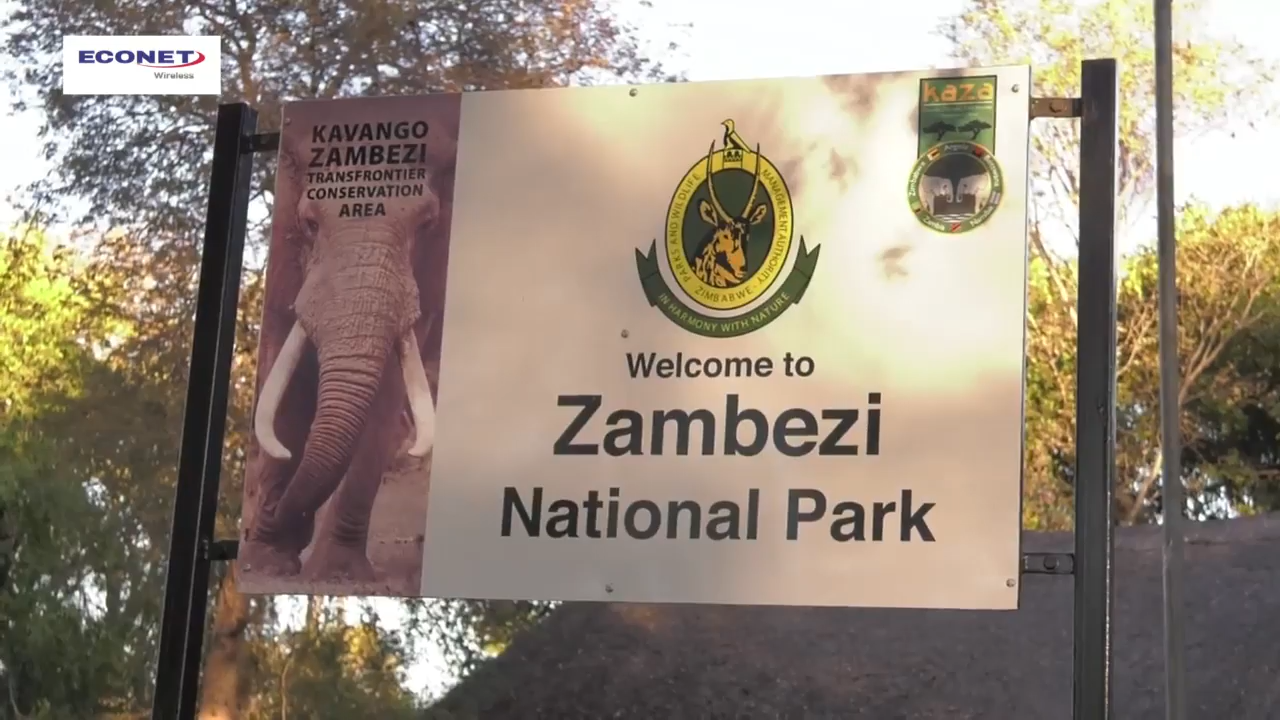 ECONET
Wireless
KAVANGO
ZAMBEZI
TRANSFRONTIER
CONSERVATION
AREA
kaza
Angola
PARKS AND WILDLIFE MANAGEMENT AUTHORITY
ZIMBABWE
IN HARMONY WITH NATURE
Welcome to
Zambezi
National Park